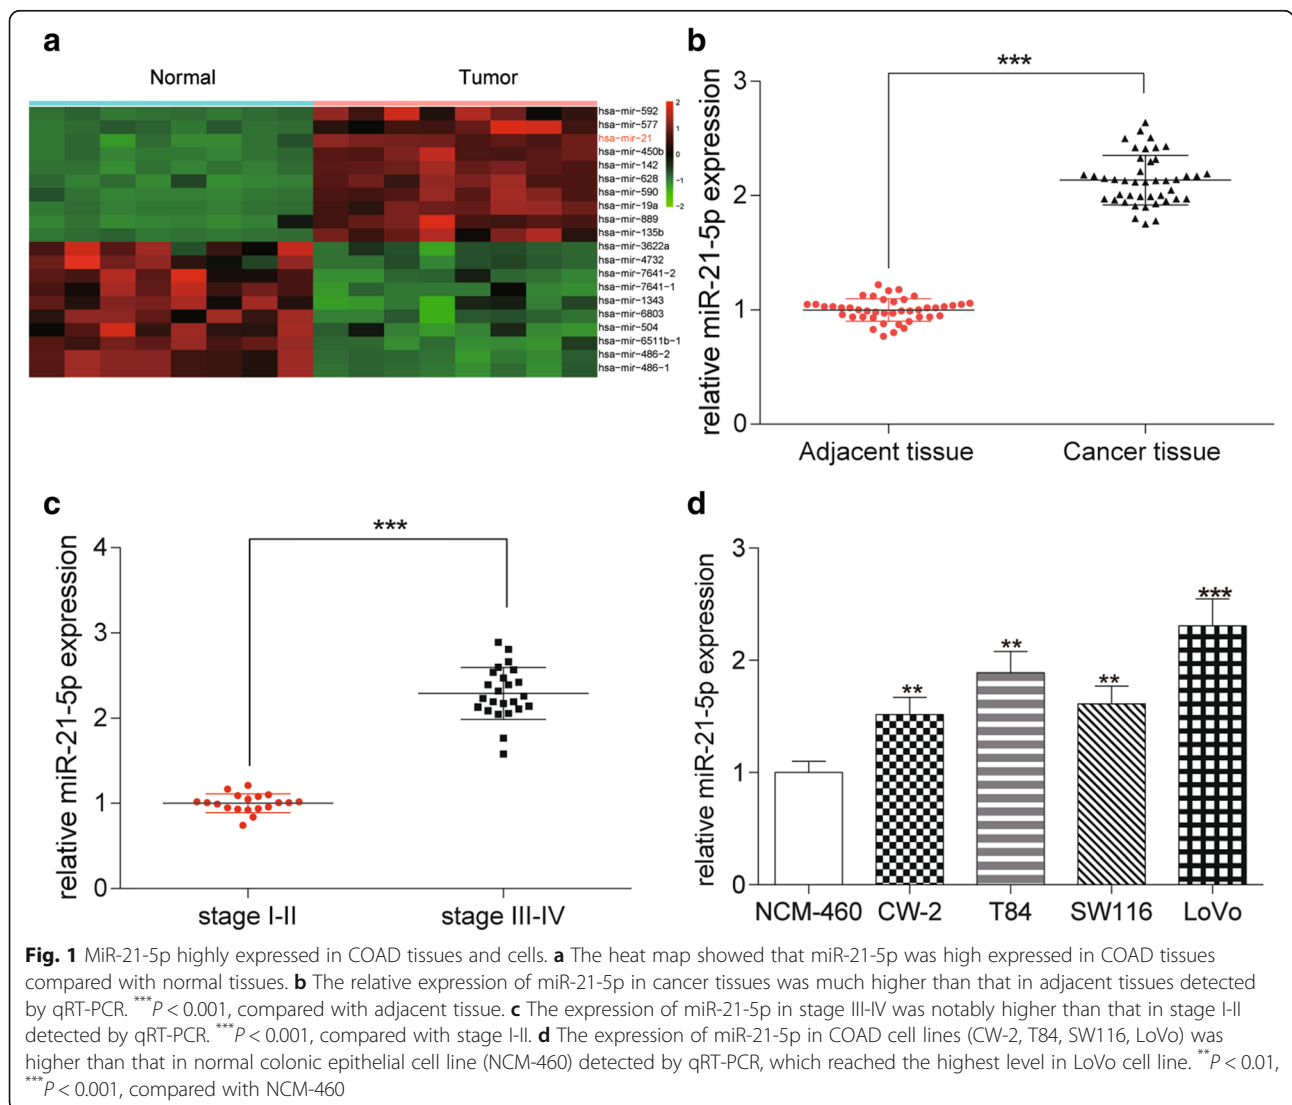 a
Normal
Tumor
hsa-mir-592
hsa-mir-577
hsa-mir-21
hsa-mir-450b
hsa-mir-142
hsa-mir-628
hsa-mir-590
hsa-mir-19a
hsa-mir-889
hsa-mir-135b
hsa-mir-3622a
hsa-mir-4732
hsa-mir-7641-2
hsa-mir-7641-1
hsa-mir-1343
hsa-mir-6803
hsa-mir-504
hsa-mir-6511b-1
hsa-mir-486-2
hsa-mir-486-1
2
1
0
−1
−2
b
***
relative miR-21-5p expression
3
2
1
0
Adjacent tissue
Cancer tissue
c
***
relative miR-21-5p expression
4
3
2
1
0
stage I-II
stage III-IV
d
relative miR-21-5p expression
3
2
1
0
**
**
**
***
NCM-460
CW-2
T84
SW116
LoVo
Fig. 1 MiR-21-5p highly expressed in COAD tissues and cells. a The heat map showed that miR-21-5p was high expressed in COAD tissues
compared with normal tissues. b The relative expression of miR-21-5p in cancer tissues was much higher than that in adjacent tissues detected
by qRT-PCR. ***P < 0.001, compared with adjacent tissue. c The expression of miR-21-5p in stage III-IV was notably higher than that in stage I-II
detected by qRT-PCR. ***P < 0.001, compared with stage I-II. d The expression of miR-21-5p in COAD cell lines (CW-2, T84, SW116, LoVo) was
higher than that in normal colonic epithelial cell line (NCM-460) detected by qRT-PCR, which reached the highest level in LoVo cell line. **P < 0.01,
***P < 0.001, compared with NCM-460